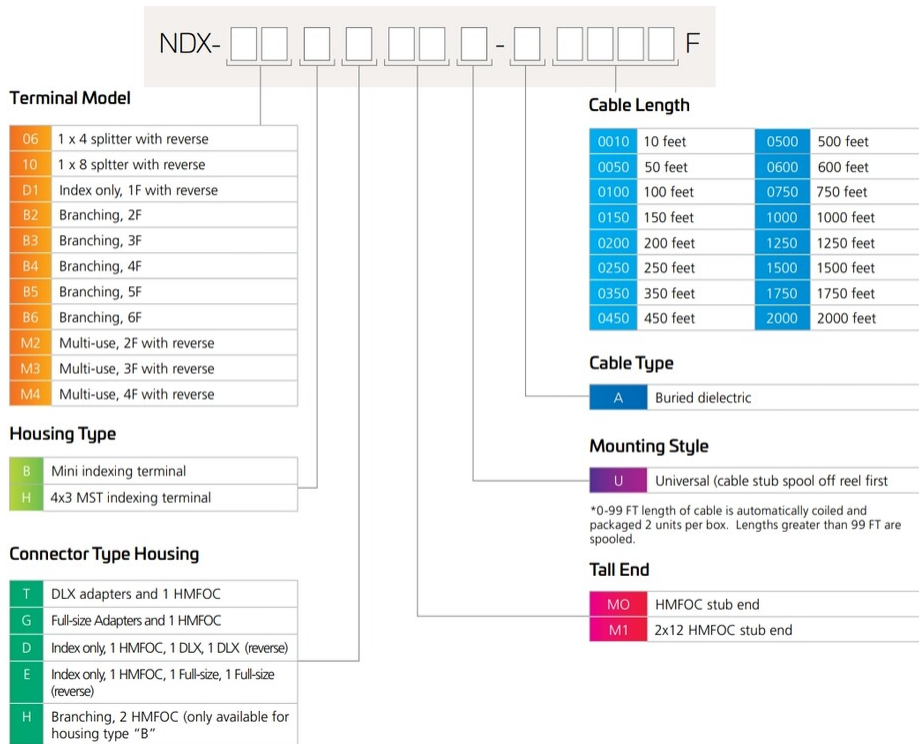 NDX- - F
Terminal Model
06 1 x 4 splitter with reverse
10 1 x 8 spltter with reverse
D1 Index only, 1F with reverse
B2 Branching, 2F
B3 Branching, 3F
B4 Branching, 4F
B5 Branching, 5F
B6 Branching, 6F
M2 Multi-use, 2F with reverse
M3 Multi-use, 3F with reverse
M4 Multi-use, 4F with reverse
Housing Type
B Mini indexing terminal
H 4x3 MST indexing terminal
Connector Type Housing
T DLX adapters and 1 HMFOC
G Full-size Adapters and 1 HMFOC
D Index only, 1 HMFOC, 1 DLX, 1 DLX (reverse)
E Index only, 1 HMFOC, 1 Full-size, 1 Full-size
(reverse)
H Branching, 2 HMFOC (only available for
housing type "B"
Cable Length
0010 10 feet 0500 500 feet
0050 50 feet 0600 600 feet
0100 100 feet 0750 750 feet
0150 150 feet 1000 1000 feet
0200 200 feet 1250 1250 feet
0250 250 feet 1500 1500 feet
0350 350 feet 1750 1750 feet
0450 450 feet 2000 2000 feet
Cable Type
A Buried dielectric
Mounting Style
U Universal (cable stub spool off reel first
*0-99 FT length of cable is automatically coiled and
packaged 2 units per box. Lengths greater than 99 FT are
spooled.
Tall End
MO HMFOC stub end
M1 2x12 HMFOC stub end